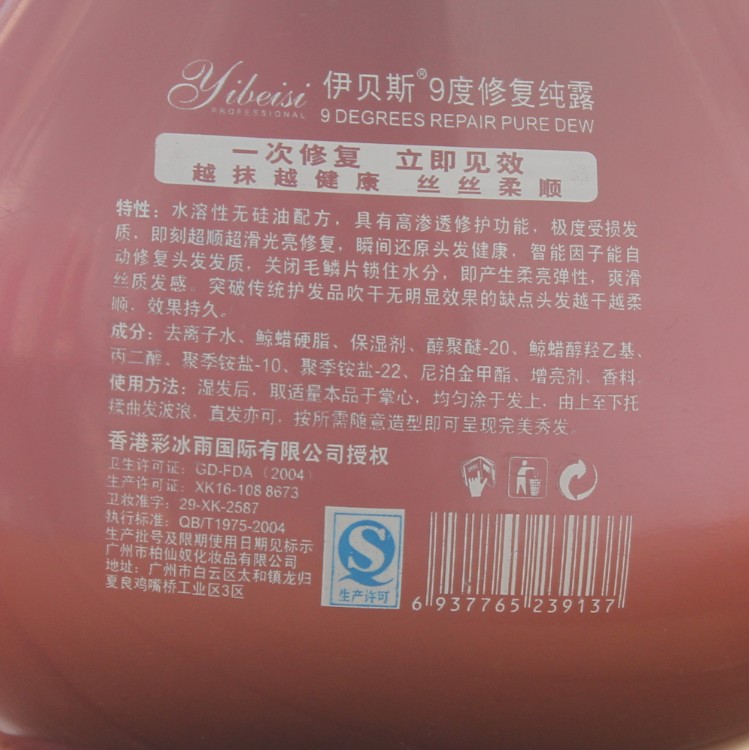 Yibeisi
PROFESSIONAL
伊贝斯® 9度修复纯露
9 DEGREES REPAIR PURE DEW
一次修复 立即见效
越抹越健康 丝丝柔顺
特性：水溶性无硅油配方，具有高渗透修护功能，极度受损发
质，即刻超顺超滑光亮修复，瞬间还原头发健康，智能因子能自
动修复头发发质，关闭毛鳞片锁住水分，即产生柔亮弹性，爽滑
丝质发感。突破传统护发品吹干无明显效果的缺点头发越干越柔
顺，效果持久。
成分：去离子水、鲸蜡硬脂、保湿剂、醇聚醚-20、鲸蜡醇羟乙基、
丙二醇、聚季铵盐-10、聚季铵盐-22、尼泊金甲酯、增亮剂、香料
使用方法：湿发后，取适量本品于掌心，均匀涂于发上，由上至下托
揉曲发波浪，直发亦可，按所需随意造型即可呈现完美秀发。
香港彩冰雨国际有限公司授权
卫生许可证：GD-FDA（2004）
生产许可证：XK16-108 8673
卫妆准字：29-XK-2587
执行标准：QB/T1975-2004
生产批号及限期使用日期见标示
广州市柏仙奴化妆品有限公司
地址：广州市白云区太和镇龙归
夏良鸡嘴桥工业区3区
生产许可
6 937765 239137